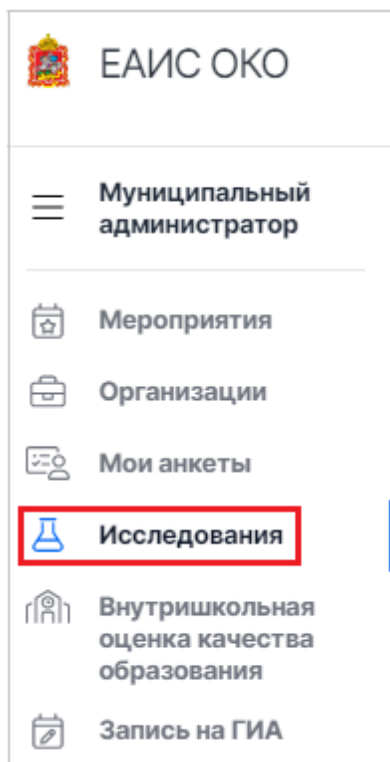 ЕАИС ОКО
Муниципальный
администратор
Мероприятия
Организации
Мои анкеты
Исследования
Внутришкольная
оценка качества
образования
Запись на ГИА